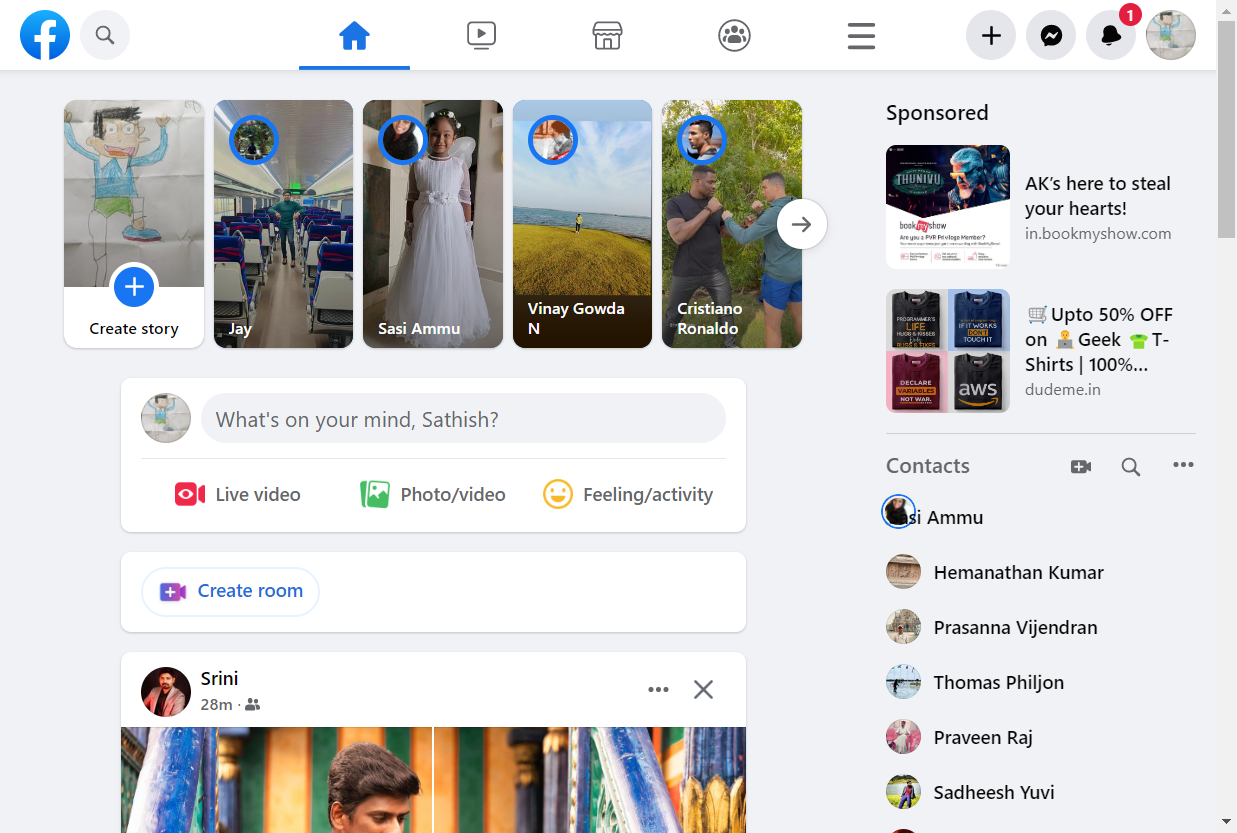 1
Create story
Jay
Sasi Ammu
Vinay Gowda
N
Cristiano
Ronaldo
What's on your mind, Sathish?
Live video
Photo/video
Feeling/activity
Create room
Srini
28m ·
Sponsored
THUNIVU
bookmyshow
Are you a PVR Privilege Member?
AK's here to steal
your hearts!
in.bookmyshow.com
PROGRAMMER'S
LIFE
HUGS & KISSES
BUGS & FIXES
IF IT WORKS
DON'T
TOUCH IT
DECLARE
VARIABLES
NOT WAR.
aws
🛒Upto 50% OFF
on 🧑‍💻Geek 👕T-
Shirts | 100%...
dudeme.in
Contacts
Sasi Ammu
Hemanathan Kumar
Prasanna Vijendran
Thomas Philjon
Praveen Raj
Sadheesh Yuvi